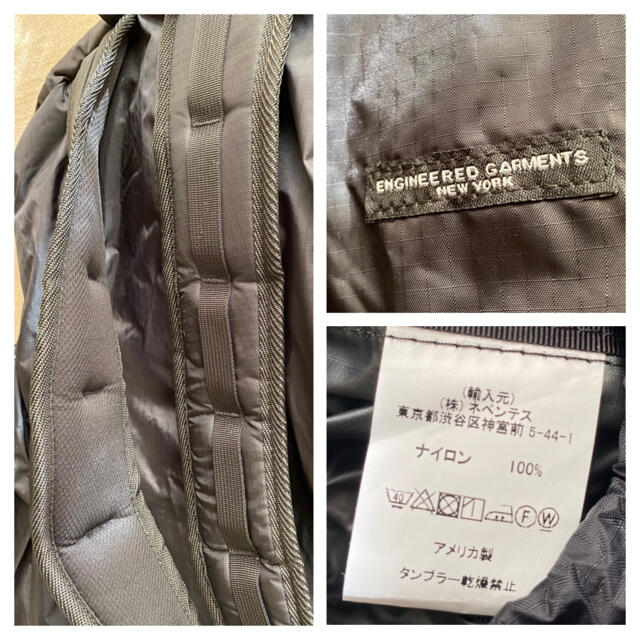 ENGINEERED GARMENTS
NEW YORK
(輸入元)
(株) ネペンテス
東京都渋谷区神宮前 5-44-1
ナイロン 100%
40 F W
アメリカ製
タンブラー乾燥禁止